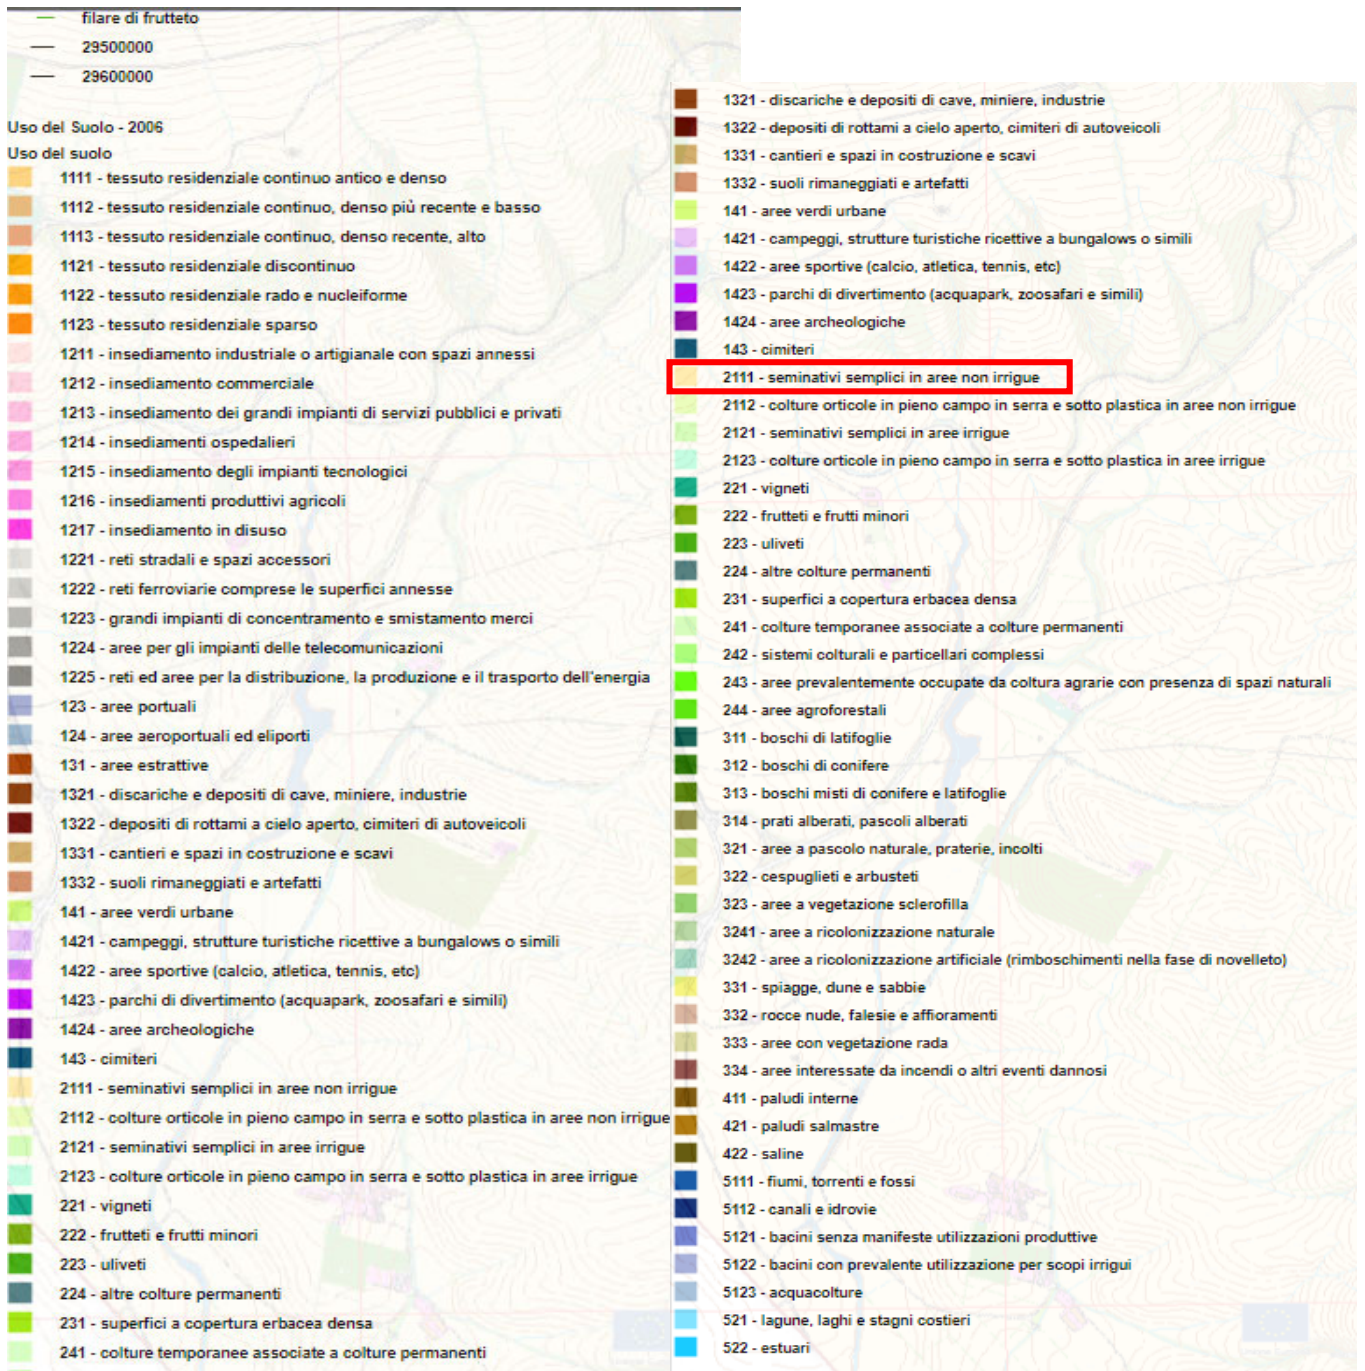 filare di frutteto
29500000
29600000
Uso del Suolo - 2006
Uso del suolo
1111 - tessuto residenziale continuo antico e denso
1112 - tessuto residenziale continuo, denso più recente e basso
1113 - tessuto residenziale continuo, denso recente, alto
1121 - tessuto residenziale discontinuo
1122 - tessuto residenziale rado e nucleiforme
1123 - tessuto residenziale sparso
1211 - insediamento industriale o artigianale con spazi annessi
1212 - insediamento commerciale
1213 - insediamento dei grandi impianti di servizi pubblici e privati
1214 - insediamenti ospedalieri
1215 - insediamento degli impianti tecnologici
1216 - insediamenti produttivi agricoli
1217 - insediamento in disuso
1221 - reti stradali e spazi accessori
1222 - reti ferroviarie comprese le superfici annesse
1223 - grandi impianti di concentramento e smistamento merci
1224 - aree per gli impianti delle telecomunicazioni
1225 - reti ed aree per la distribuzione, la produzione e il trasporto dell'energia
123 - aree portuali
124 - aree aeroportuali ed eliporti
131 - aree estrattive
1321 - discariche e depositi di cave, miniere, industrie
1322 - depositi di rottami a cielo aperto, cimiteri di autoveicoli
1331 - cantieri e spazi in costruzione e scavi
1332 - suoli rimaneggiati e artefatti
141 - aree verdi urbane
1421 - campeggi, strutture turistiche ricettive a bungalows o simili
1422 - aree sportive (calcio, atletica, tennis, etc)
1423 - parchi di divertimento (acquapark, zoosafari e simili)
1424 - aree archeologiche
143 - cimiteri
2111 - seminativi semplici in aree non irrigue
2112 - colture orticole in pieno campo in serra e sotto plastica in aree non irrigue
2121 - seminativi semplici in aree irrigue
2123 - colture orticole in pieno campo in serra e sotto plastica in aree irrigue
221 - vigneti
222 - frutteti e frutti minori
223 - uliveti
224 - altre colture permanenti
231 - superfici a copertura erbacea densa
241 - colture temporanee associate a colture permanenti
1321 - discariche e depositi di cave, miniere, industrie
1322 - depositi di rottami a cielo aperto, cimiteri di autoveicoli
1331 - cantieri e spazi in costruzione e scavi
1332 - suoli rimaneggiati e artefatti
141 - aree verdi urbane
1421 - campeggi, strutture turistiche ricettive a bungalows o simili
1422 - aree sportive (calcio, atletica, tennis, etc)
1423 - parchi di divertimento (acquapark, zoosafari e simili)
1424 - aree archeologiche
143 - cimiteri
2111 - seminativi semplici in aree non irrigue
2112 - colture orticole in pieno campo in serra e sotto plastica in aree non irrigue
2121 - seminativi semplici in aree irrigue
2123 - colture orticole in pieno campo in serra e sotto plastica in aree irrigue
221 - vigneti
222 - frutteti e frutti minori
223 - uliveti
224 - altre colture permanenti
231 - superfici a copertura erbacea densa
241 - colture temporanee associate a colture permanenti
242 - sistemi colturali e particellari complessi
243 - aree prevalentemente occupate da coltura agrarie con presenza di spazi naturali
244 - aree agroforestali
311 - boschi di latifoglie
312 - boschi di conifere
313 - boschi misti di conifere e latifoglie
314 - prati alberati, pascoli alberati
321 - aree a pascolo naturale, praterie, incolti
322 - cespuglieti e arbusteti
323 - aree a vegetazione sclerofilla
3241 - aree a ricolonizzazione naturale
3242 - aree a ricolonizzazione artificiale (rimboschimenti nella fase di novelleto)
331 - spiagge, dune e sabbie
332 - rocce nude, falesie e affioramenti
333 - aree con vegetazione rada
334 - aree interessate da incendi o altri eventi dannosi
411 - paludi interne
421 - paludi salmastre
422 - saline
5111 - fiumi, torrenti e fossi
5112 - canali e idrovie
5121 - bacini senza manifeste utilizzazioni produttive
5122 - bacini con prevalente utilizzazione per scopi irrigui
5123 - acquacolture
521 - lagune, laghi e stagni costieri
522 - estuari